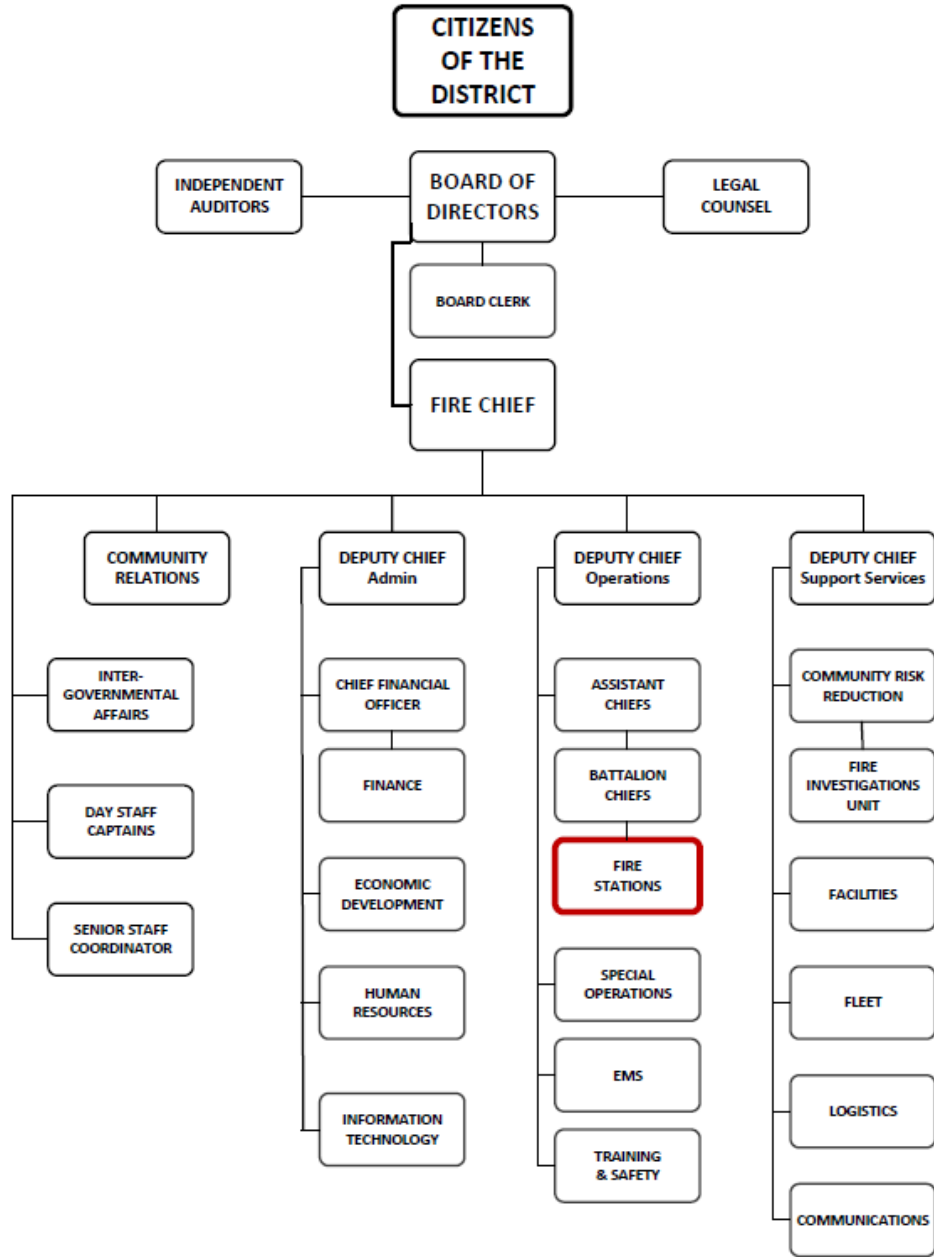 CITIZENS
OF THE
DISTRICT
INDEPENDENT
AUDITORS
BOARD OF
DIRECTORS
LEGAL
COUNSEL
BOARD CLERK
FIRE CHIEF
COMMUNITY
RELATIONS
DEPUTY CHIEF
Admin
DEPUTY CHIEF
Operations
DEPUTY CHIEF
Support Services
INTER-
GOVERNMENTAL
AFFAIRS
DAY STAFF
CAPTAINS
SENIOR STAFF
COORDINATOR
CHIEF FINANCIAL
OFFICER
FINANCE
ECONOMIC
DEVELOPMENT
HUMAN
RESOURCES
INFORMATION
TECHNOLOGY
ASSISTANT
CHIEFS
BATTALION
CHIEFS
FIRE
STATIONS
SPECIAL
OPERATIONS
EMS
TRAINING
& SAFETY
COMMUNITY RISK
REDUCTION
FIRE
INVESTIGATIONS
UNIT
FACILITIES
FLEET
LOGISTICS
COMMUNICATIONS